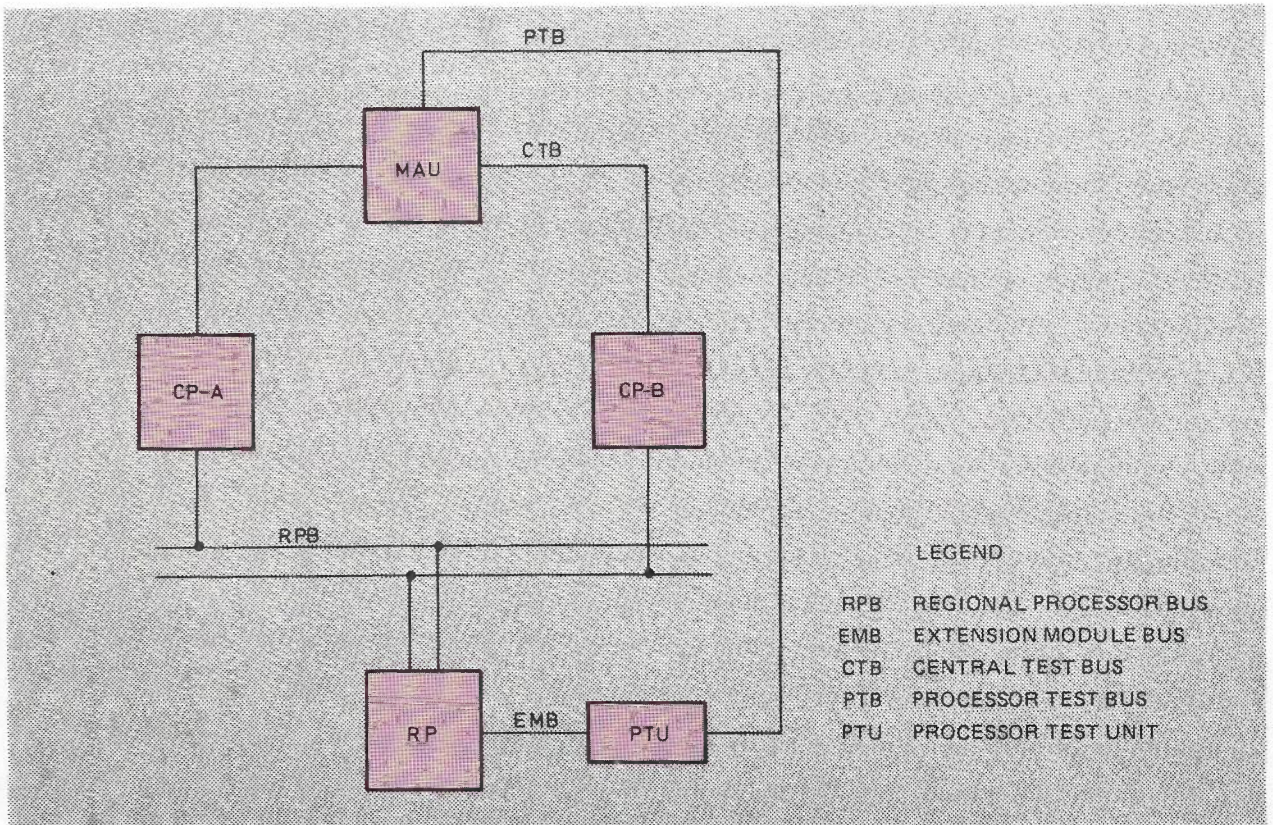 PTB
MAU
CTB
CP-A
CP-B
RPB
LEGEND
RPB REGIONAL PROCESSOR BUS
EMB EXTENSION MODULE BUS
CTB CENTRAL TEST BUS
PTB PROCESSOR TEST BUS
PTU PROCESSOR TEST UNIT
RP
EMB
PTU